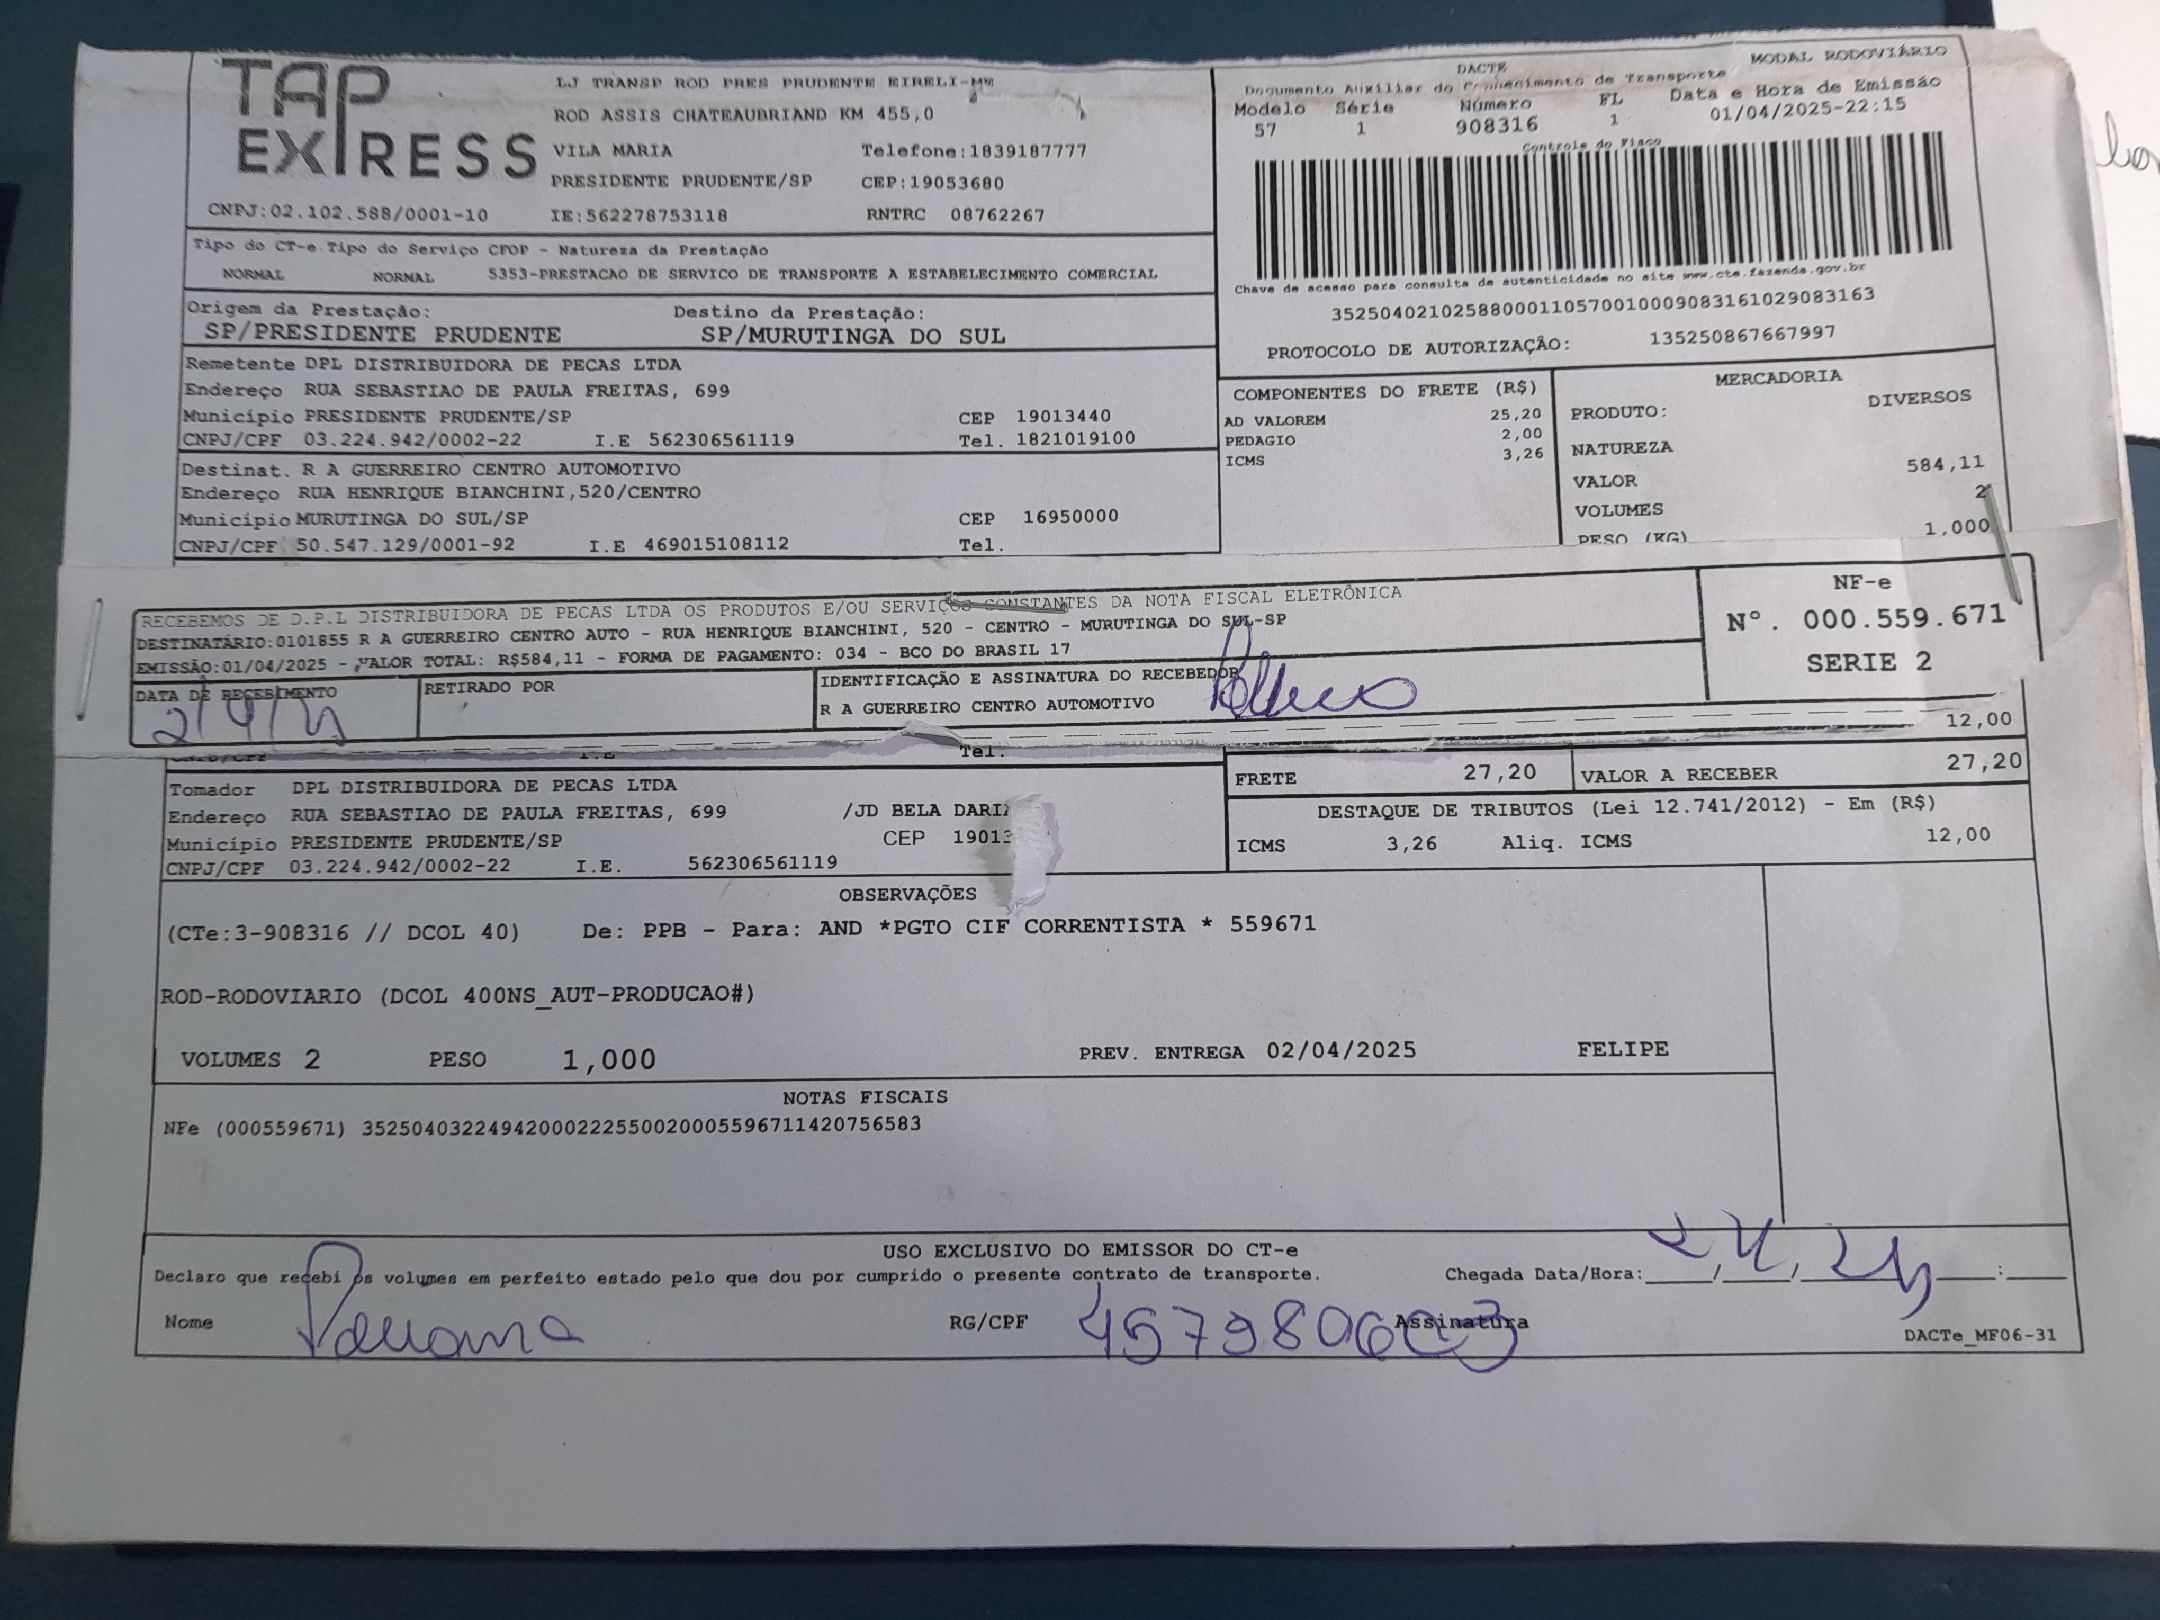 TAP EXPRESS
LJ TRANSP ROD PRES PRUDENTE EIRELI-ME
ROD ASSIS CHATEAUBRIAND KM 455,0
VILA MARIA Telefone:1839187777
PRESIDENTE PRUDENTE/SP CEP:19053680
CNPJ:02.102.588/0001-10 IE:562278753118 RNTRC 08762267
DACTE MODAL RODOVIÁRIO
Documento Auxiliar do Conhecimento de Transporte
Modelo Série Número FL Data e Hora de Emissão
57 1 908316 1 01/04/2025-22:15
Controle do Fisco
Chave de acesso para consulta de autenticidade no site www.cte.fazenda.gov.br
35250402102588000110570010009083161029083163
PROTOCOLO DE AUTORIZAÇÃO: 135250867667997
Tipo do CT-e Tipo do Serviço CFOP - Natureza da Prestação
NORMAL NORMAL 5353-PRESTACAO DE SERVICO DE TRANSPORTE A ESTABELECIMENTO COMERCIAL
Origem da Prestação: Destino da Prestação:
SP/PRESIDENTE PRUDENTE SP/MURUTINGA DO SUL
Remetente DPL DISTRIBUIDORA DE PECAS LTDA
Endereço RUA SEBASTIAO DE PAULA FREITAS, 699
Município PRESIDENTE PRUDENTE/SP CEP 19013440
CNPJ/CPF 03.224.942/0002-22 I.E 562306561119 Tel. 1821019100
Destinat. R A GUERREIRO CENTRO AUTOMOTIVO
Endereço RUA HENRIQUE BIANCHINI,520/CENTRO
Município MURUTINGA DO SUL/SP CEP 16950000
CNPJ/CPF 50.547.129/0001-92 I.E 469015108112 Tel.
COMPONENTES DO FRETE (R$)
AD VALOREM 25,20
PEDAGIO 2,00
ICMS 3,26
MERCADORIA
PRODUTO: DIVERSOS
NATUREZA
VALOR 584,11
VOLUMES 2
PESO (KG) 1,000
RECEBEMOS DE D.P.L DISTRIBUIDORA DE PECAS LTDA OS PRODUTOS E/OU SERVIÇOS CONSTANTES DA NOTA FISCAL ELETRÔNICA
DESTINATÁRIO:0101855 R A GUERREIRO CENTRO AUTO - RUA HENRIQUE BIANCHINI, 520 - CENTRO - MURUTINGA DO SUL-SP
EMISSÃO:01/04/2025 - VALOR TOTAL: R$584,11 - FORMA DE PAGAMENTO: 034 - BCO DO BRASIL 17
DATA DE RECEBIMENTO RETIRADO POR IDENTIFICAÇÃO E ASSINATURA DO RECEBEDOR
R A GUERREIRO CENTRO AUTOMOTIVO
NF-e
Nº. 000.559.671
SERIE 2
12,00
Tel.
Tomador DPL DISTRIBUIDORA DE PECAS LTDA
Endereço RUA SEBASTIAO DE PAULA FREITAS, 699 /JD BELA DARI
Município PRESIDENTE PRUDENTE/SP CEP 19013
CNPJ/CPF 03.224.942/0002-22 I.E. 562306561119
FRETE 27,20 VALOR A RECEBER 27,20
DESTAQUE DE TRIBUTOS (Lei 12.741/2012) - Em (R$)
ICMS 3,26 Aliq. ICMS 12,00
OBSERVAÇÕES
(CTe:3-908316 // DCOL 40) De: PPB - Para: AND *PGTO CIF CORRENTISTA * 559671
ROD-RODOVIARIO (DCOL 400NS_AUT-PRODUCAO#)
VOLUMES 2 PESO 1,000 PREV. ENTREGA 02/04/2025 FELIPE
NOTAS FISCAIS
NFe (000559671) 35250403224942000222550020005596711420756583
USO EXCLUSIVO DO EMISSOR DO CT-e
Declaro que recebi os volumes em perfeito estado pelo que dou por cumprido o presente contrato de transporte. Chegada Data/Hora:
Nome RG/CPF Assinatura
DACTe_MF06-31